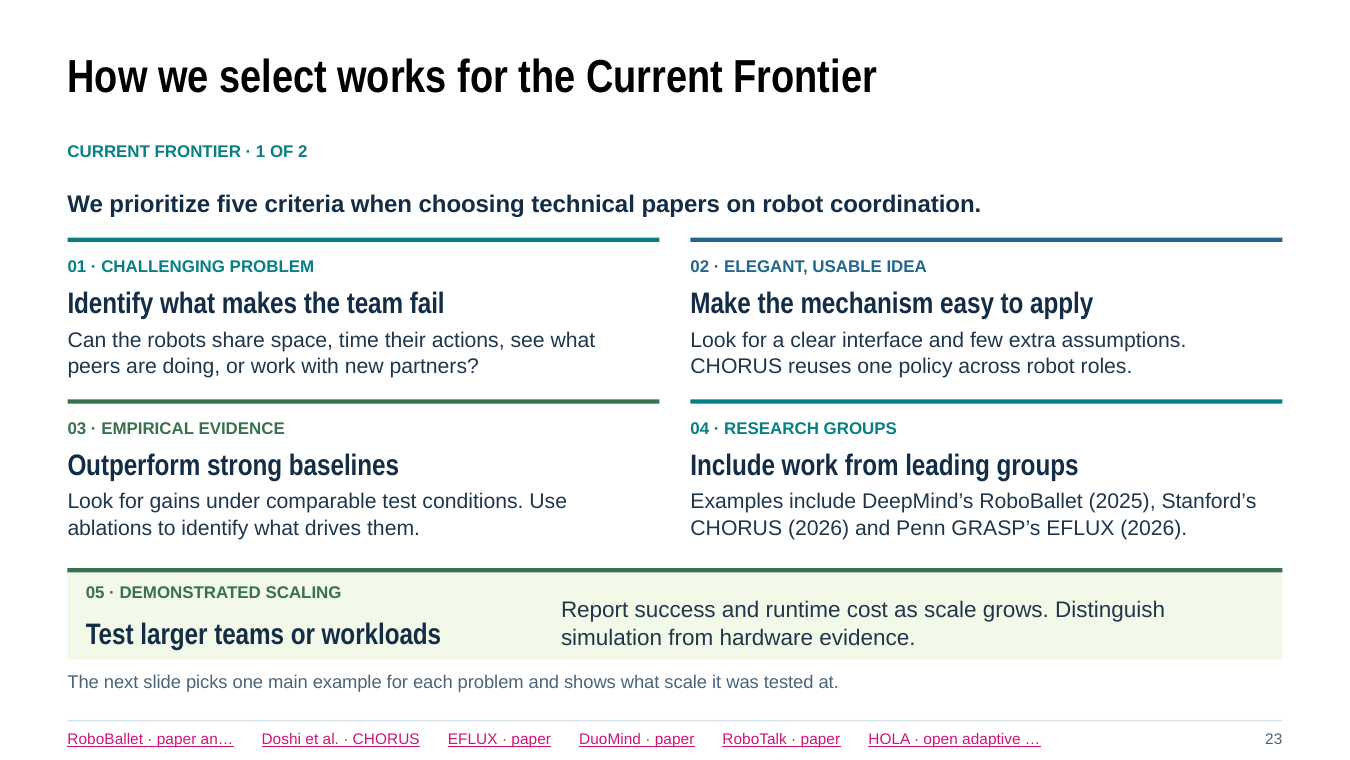 How we select works for the Current Frontier
CURRENT FRONTIER · 1 OF 2
We prioritize five criteria when choosing technical papers on robot coordination.
01 · CHALLENGING PROBLEM
Identify what makes the team fail
Can the robots share space, time their actions, see what
peers are doing, or work with new partners?
02 · ELEGANT, USABLE IDEA
Make the mechanism easy to apply
Look for a clear interface and few extra assumptions.
CHORUS reuses one policy across robot roles.
03 · EMPIRICAL EVIDENCE
Outperform strong baselines
Look for gains under comparable test conditions. Use
ablations to identify what drives them.
04 · RESEARCH GROUPS
Include work from leading groups
Examples include DeepMind’s RoboBallet (2025), Stanford’s
CHORUS (2026) and Penn GRASP’s EFLUX (2026).
05 · DEMONSTRATED SCALING
Test larger teams or workloads
Report success and runtime cost as scale grows. Distinguish
simulation from hardware evidence.
The next slide picks one main example for each problem and shows what scale it was tested at.
RoboBallet · paper an… Doshi et al. · CHORUS EFLUX · paper DuoMind · paper RoboTalk · paper HOLA · open adaptive … 23